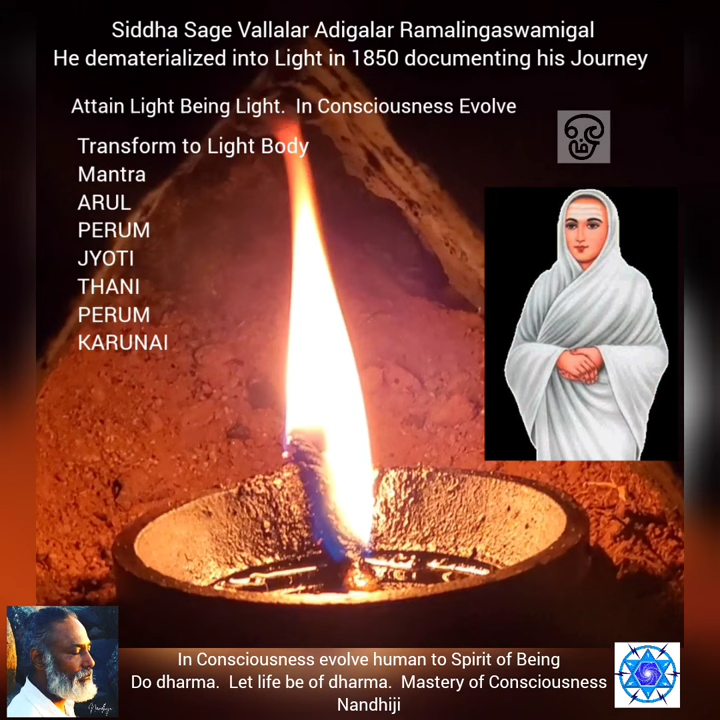 Siddha Sage Vallalar Adigalar Ramalingaswamigal
He dematerialized into Light in 1850 documenting his Journey
Attain Light Being Light.  In Consciousness Evolve
Transform to Light Body
Mantra
ARUL
PERUM
JYOTI
THANI
PERUM
KARUNAI
ஓம்
In Consciousness evolve human to Spirit of Being
Do dharma.  Let life be of dharma.  Mastery of Consciousness
Nandhiji
Nandhiji